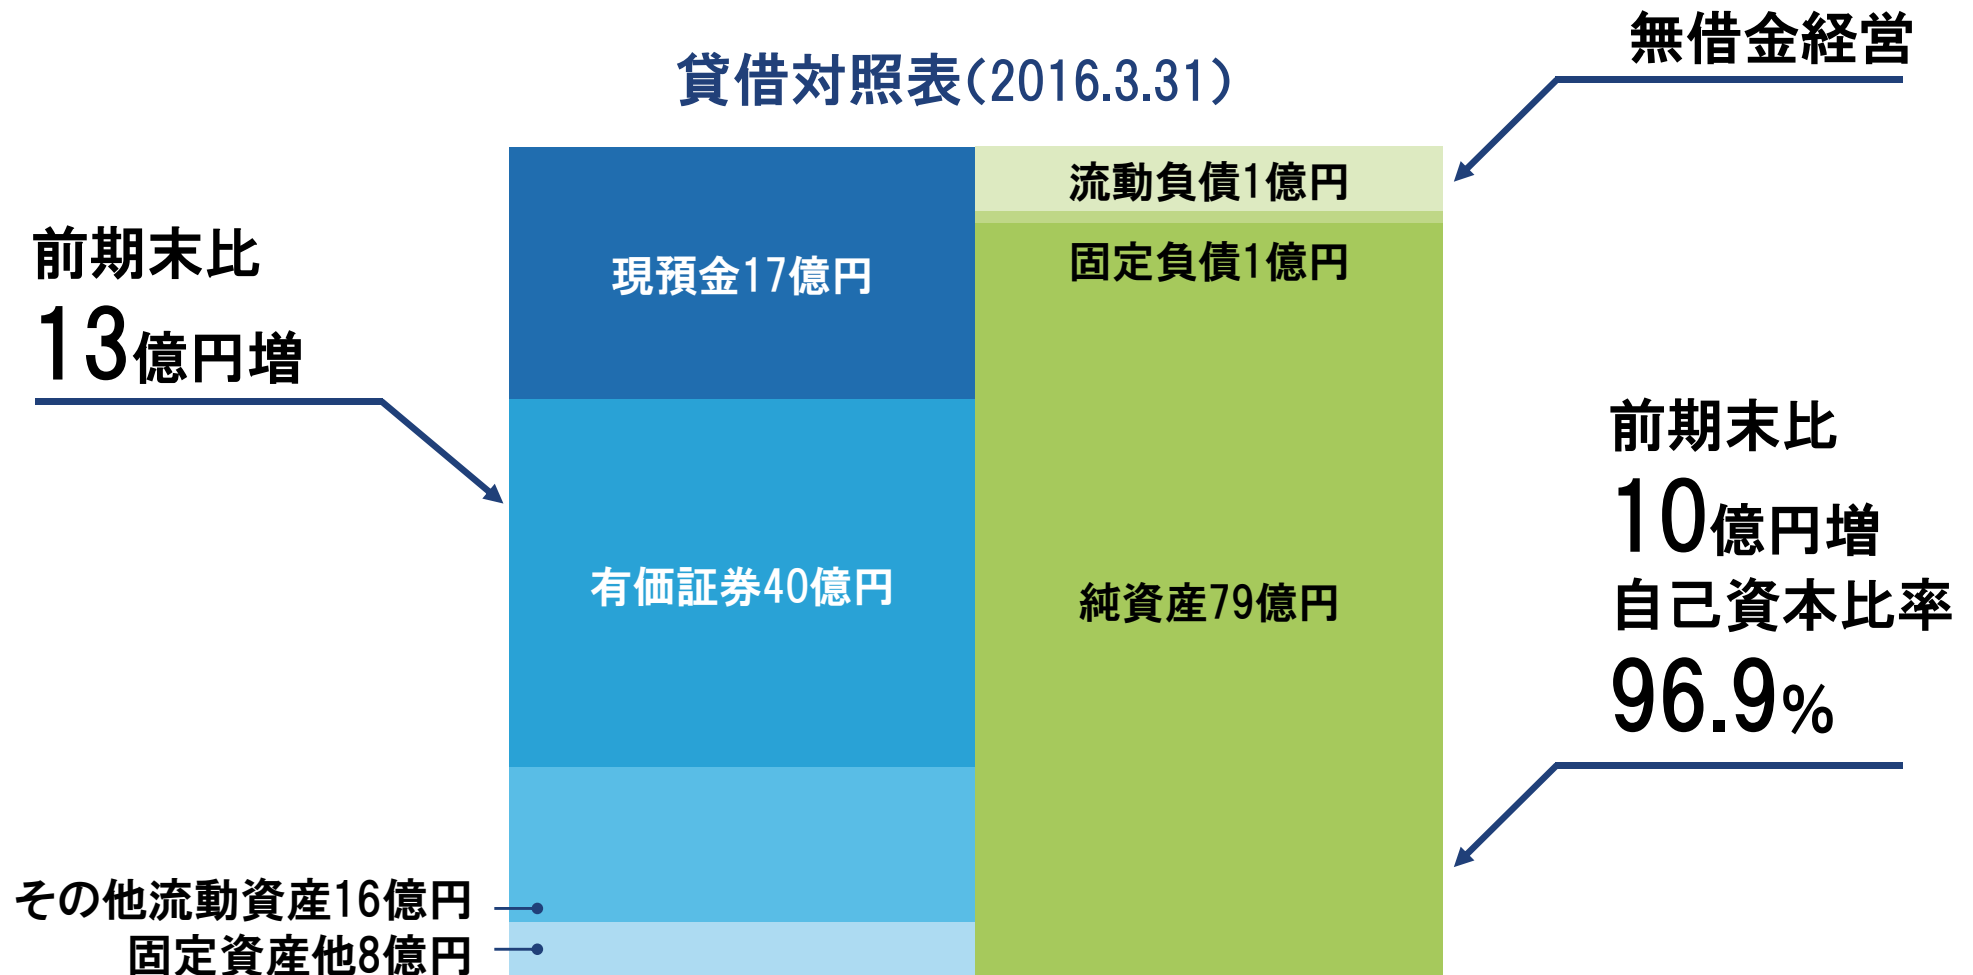 無借金経営
貸借対照表(2016.3.31)
流動負債1億円
固定負債1億円
前期末比
13億円増
現預金17億円
前期末比
10億円増
自己資本比率
96.9%
有価証券40億円
純資産79億円
その他流動資産16億円
固定資産他8億円